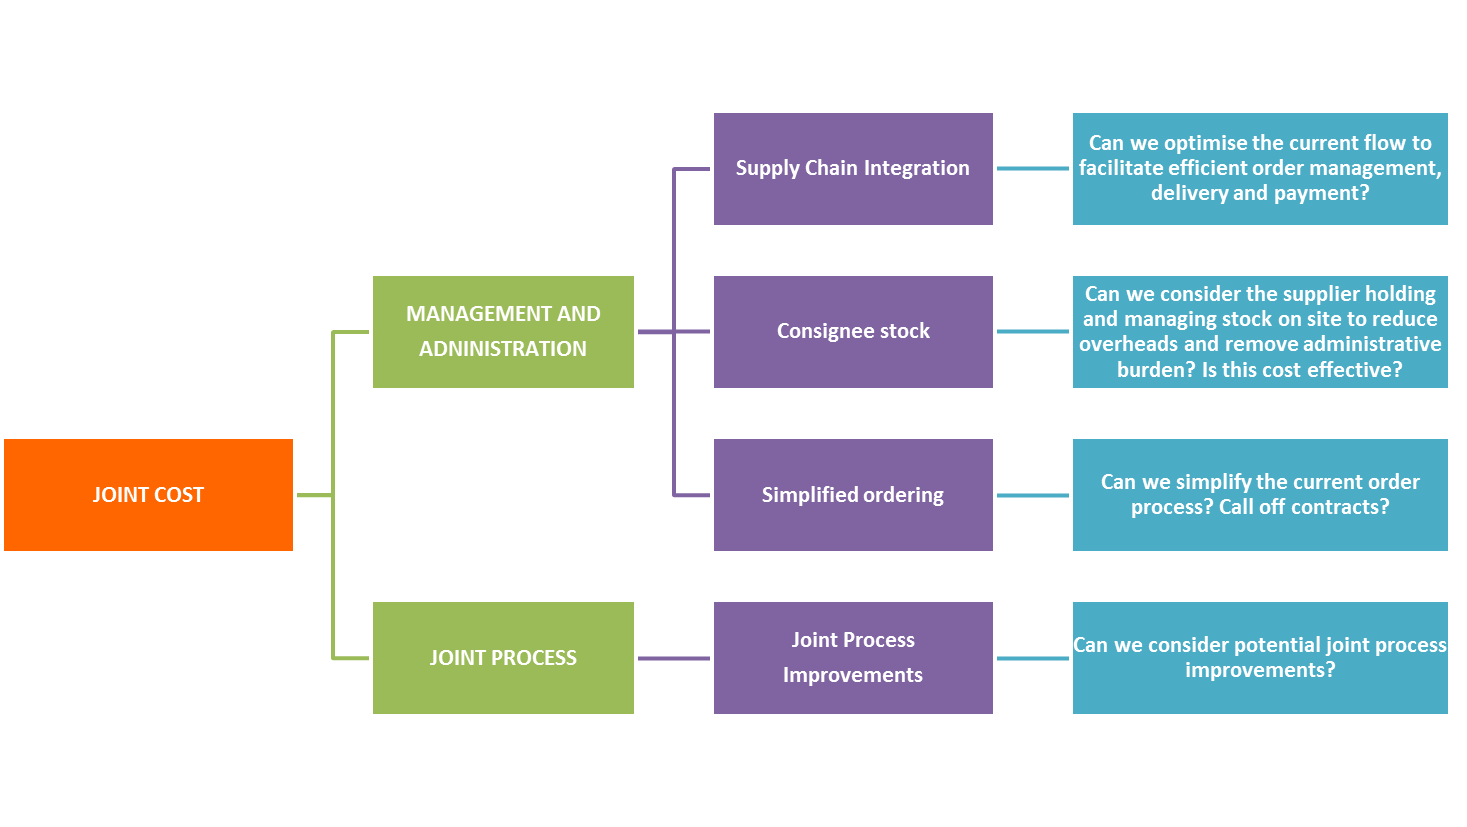 Supply Chain Integration
Can we optimise the current flow to
facilitate efficient order management,
delivery and payment?
MANAGEMENT AND
ADNINISTRATION
Consignee stock
Can we consider the supplier holding
and managing stock on site to reduce
overheads and remove administrative
burden? Is this cost effective?
JOINT COST
Simplified ordering
Can we simplify the current order
process? Call off contracts?
JOINT PROCESS
Joint Process
Improvements
Can we consider potential joint process
improvements?